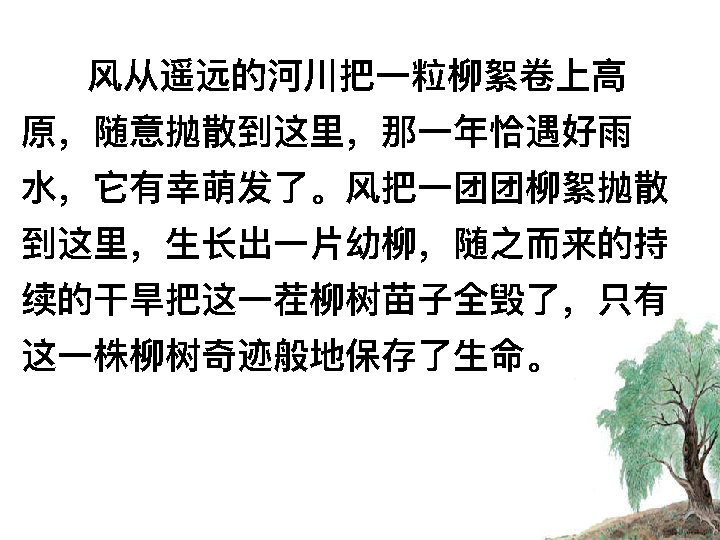 风从遥远的河川把一粒柳絮卷上高
原，随意抛散到这里，那一年恰遇好雨
水，它有幸萌发了。风把一团团柳絮抛散
到这里，生长出一片幼柳，随之而来的持
续的干旱把这一茬柳树苗子全毁了，只有
这一株柳树奇迹般地保存了生命。